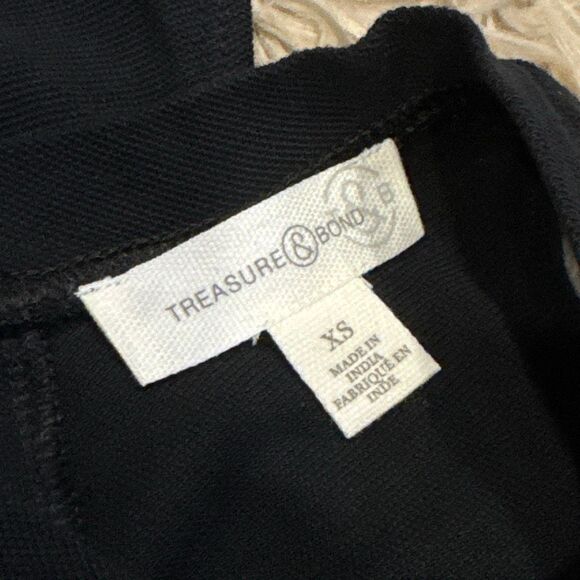 TREASURE & BOND
& B
XS
MADE IN
INDIA
FABRIQUÉ EN
INDE